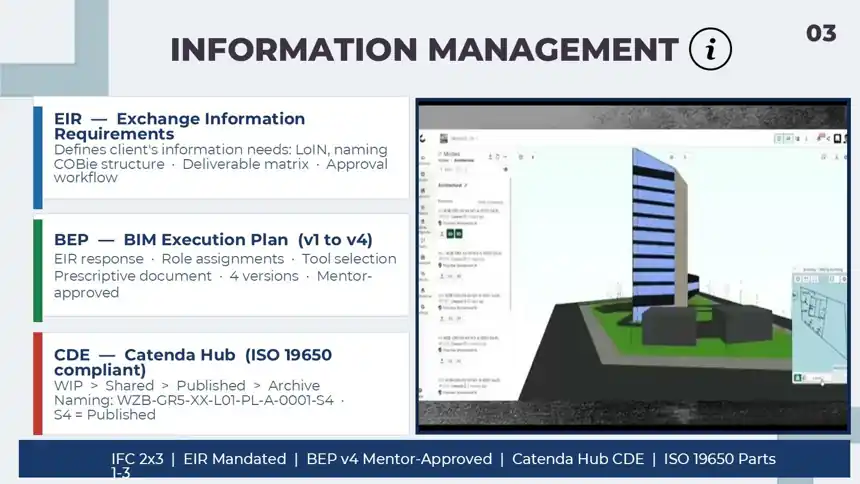 INFORMATION MANAGEMENT i
03
EIR — Exchange Information
Requirements
Defines client's information needs: LoIN, naming
COBie structure · Deliverable matrix · Approval
workflow
BEP — BIM Execution Plan (v1 to v4)
EIR response · Role assignments · Tool selection
Prescriptive document · 4 versions · Mentor-
approved
CDE — Catenda Hub (ISO 19650
compliant)
WIP > Shared > Published > Archive
Naming: WZB-GR5-XX-L01-PL-A-0001-S4 ·
S4 = Published
IFC 2x3 | EIR Mandated | BEP v4 Mentor-Approved | Catenda Hub CDE | ISO 19650 Parts
1-3